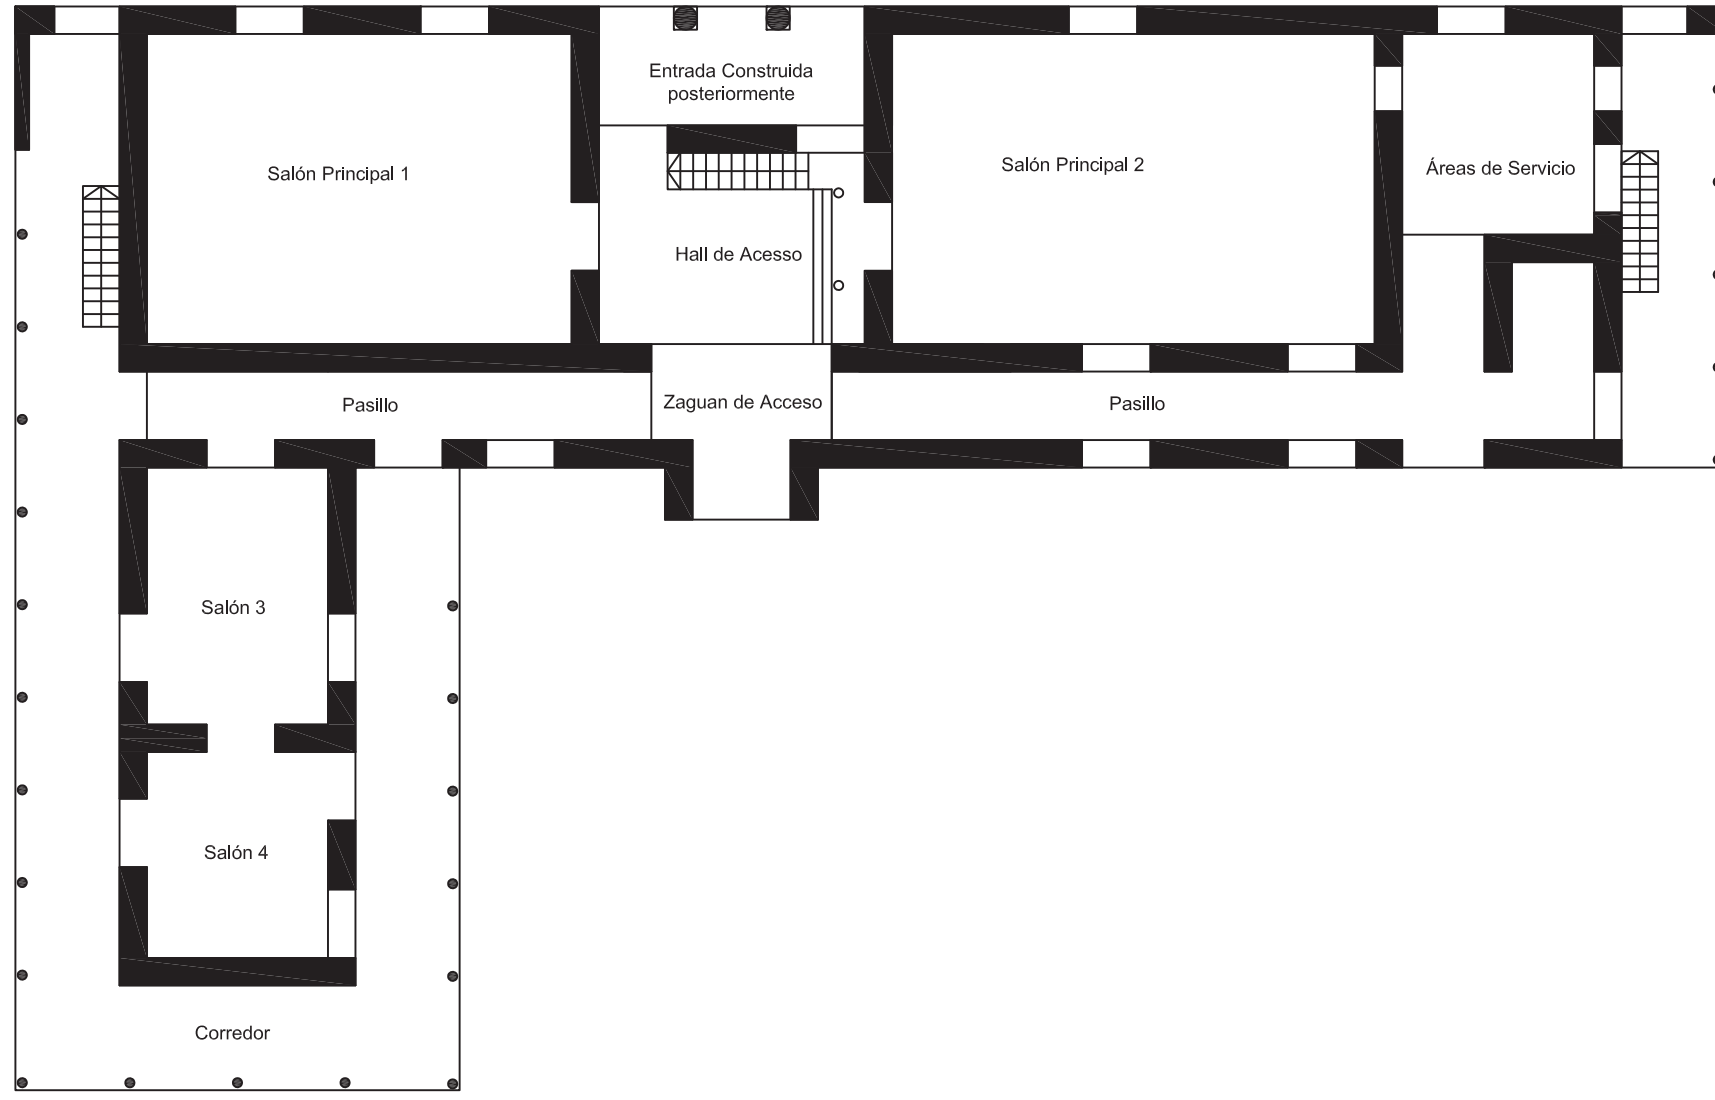 Entrada Construida
posteriormente
Salón Principal 1
Salón Principal 2
Áreas de Servicio
Hall de Acesso
Pasillo
Zaguan de Acceso
Pasillo
Salón 3
Salón 4
Corredor